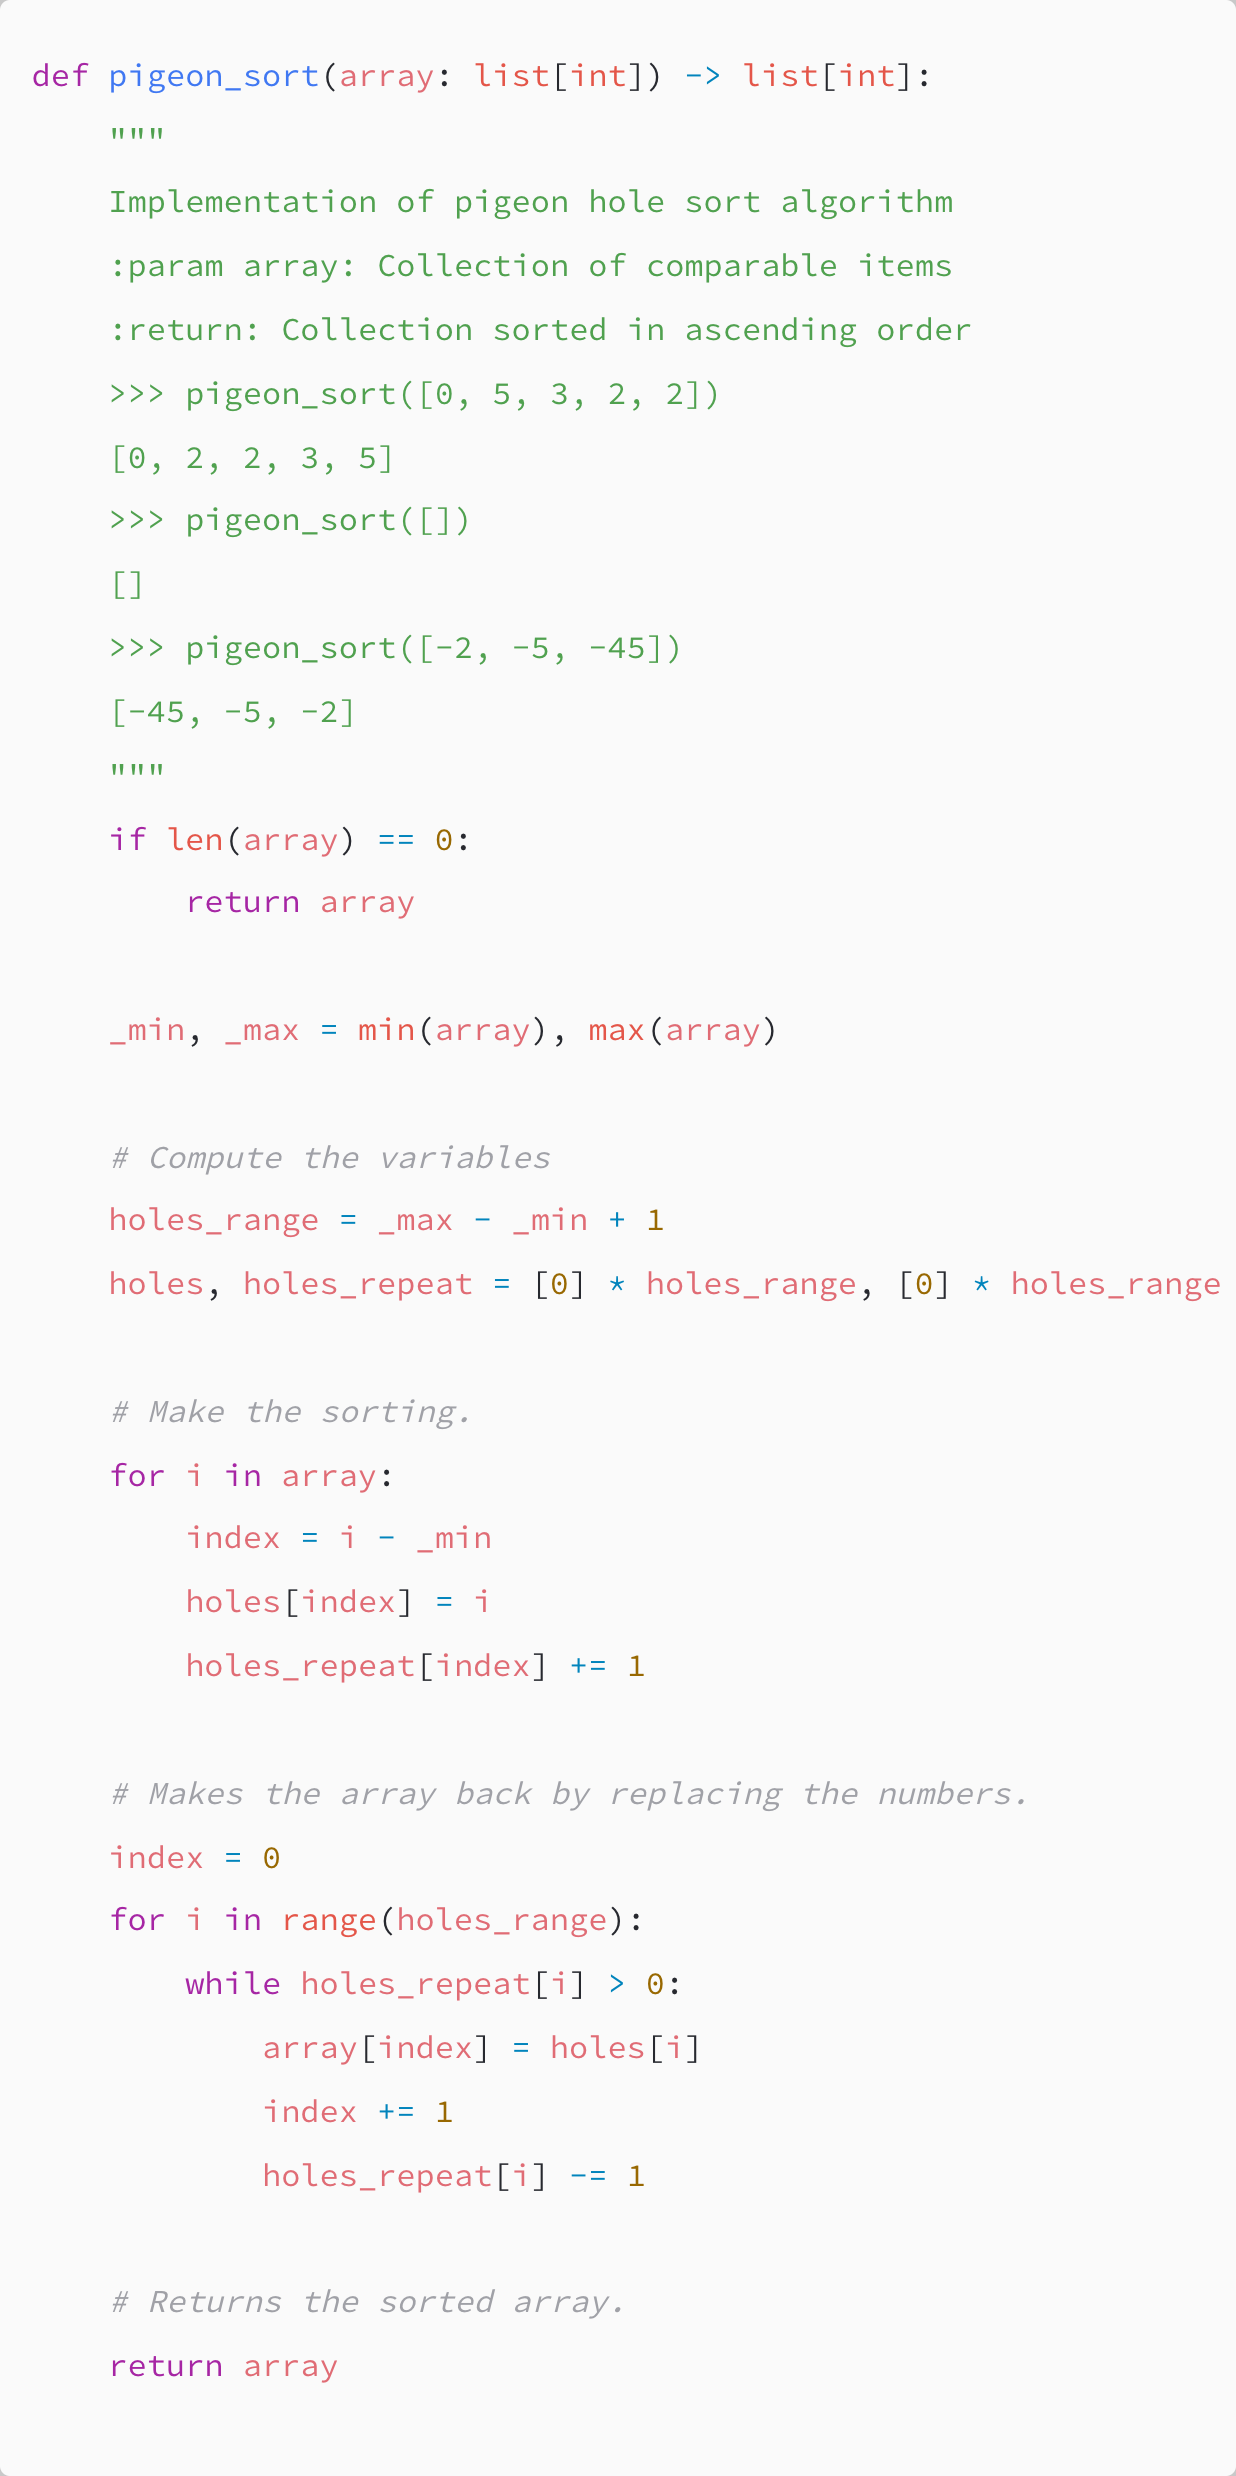 def pigeon_sort(array: list[int]) -> list[int]:
    """
    Implementation of pigeon hole sort algorithm
    :param array: Collection of comparable items
    :return: Collection sorted in ascending order
    >>> pigeon_sort([0, 5, 3, 2, 2])
    [0, 2, 2, 3, 5]
    >>> pigeon_sort([])
    []
    >>> pigeon_sort([-2, -5, -45])
    [-45, -5, -2]
    """
    if len(array) == 0:
        return array

    _min, _max = min(array), max(array)

    # Compute the variables
    holes_range = _max - _min + 1
    holes, holes_repeat = [0] * holes_range, [0] * holes_range

    # Make the sorting.
    for i in array:
        index = i - _min
        holes[index] = i
        holes_repeat[index] += 1

    # Makes the array back by replacing the numbers.
    index = 0
    for i in range(holes_range):
        while holes_repeat[i] > 0:
            array[index] = holes[i]
            index += 1
            holes_repeat[i] -= 1

    # Returns the sorted array.
    return array